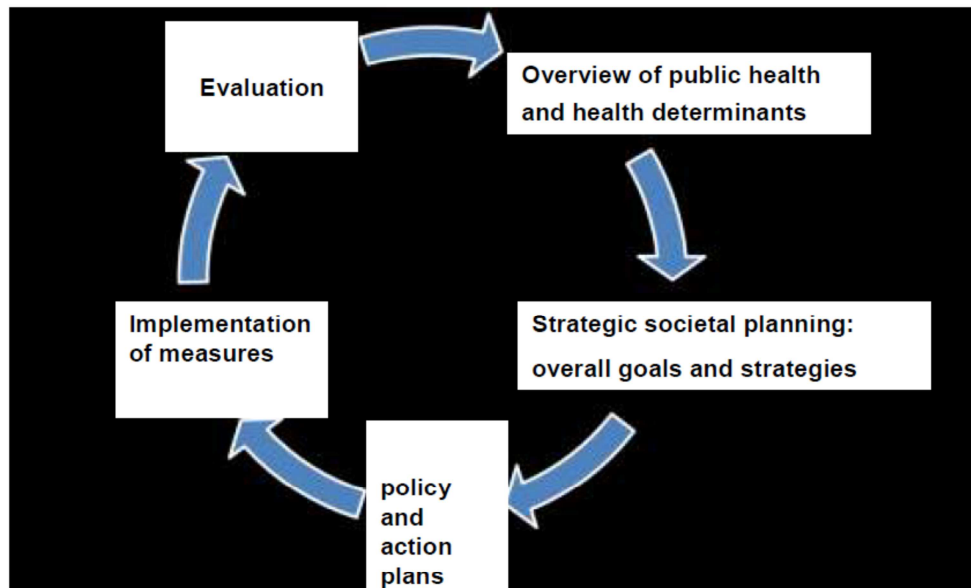 Evaluation
Overview of public health
and health determinants
Strategic societal planning:
overall goals and strategies
policy
and
action
plans
Implementation
of measures